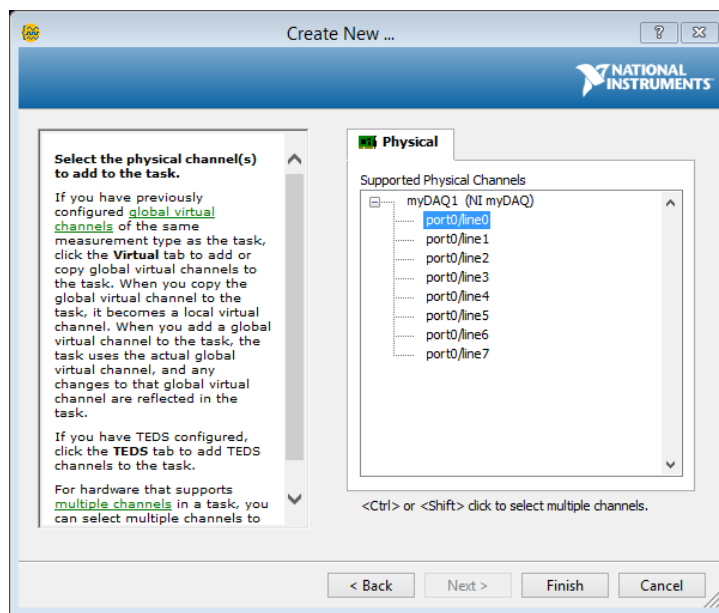 Create New ...
NATIONAL
INSTRUMENTS
Select the physical channel(s)
to add to the task.
If you have previously
configured global virtual
channels of the same
measurement type as the task,
click the Virtual tab to add or
copy global virtual channels to
the task. When you copy the
global virtual channel to the
task, it becomes a local virtual
channel. When you add a global
virtual channel to the task, the
task uses the actual global
virtual channel, and any
changes to that global virtual
channel are reflected in the
task.
If you have TEDS configured,
click the TEDS tab to add TEDS
channels to the task.
For hardware that supports
multiple channels in a task, you
can select multiple channels to
Physical
Supported Physical Channels
myDAQ1 (NI myDAQ)
port0/line0
port0/line1
port0/line2
port0/line3
port0/line4
port0/line5
port0/line6
port0/line7
<Ctrl> or <Shift> click to select multiple channels.
< Back
Next >
Finish
Cancel